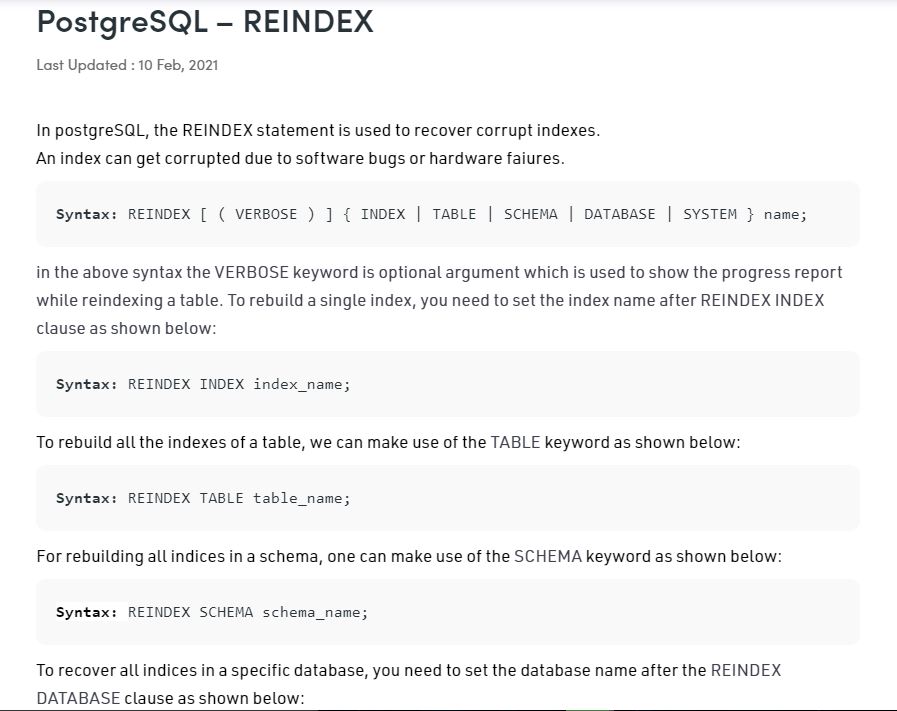 PostgreSQL – REINDEX
Last Updated : 10 Feb, 2021
In postgreSQL, the REINDEX statement is used to recover corrupt indexes.
An index can get corrupted due to software bugs or hardware faiures.
Syntax: REINDEX [ ( VERBOSE ) ] { INDEX | TABLE | SCHEMA | DATABASE | SYSTEM } name;
in the above syntax the VERBOSE keyword is optional argument which is used to show the progress report
while reindexing a table. To rebuild a single index, you need to set the index name after REINDEX INDEX
clause as shown below:
Syntax: REINDEX INDEX index_name;
To rebuild all the indexes of a table, we can make use of the TABLE keyword as shown below:
Syntax: REINDEX TABLE table_name;
For rebuilding all indices in a schema, one can make use of the SCHEMA keyword as shown below:
Syntax: REINDEX SCHEMA schema_name;
To recover all indices in a specific database, you need to set the database name after the REINDEX
DATABASE clause as shown below: